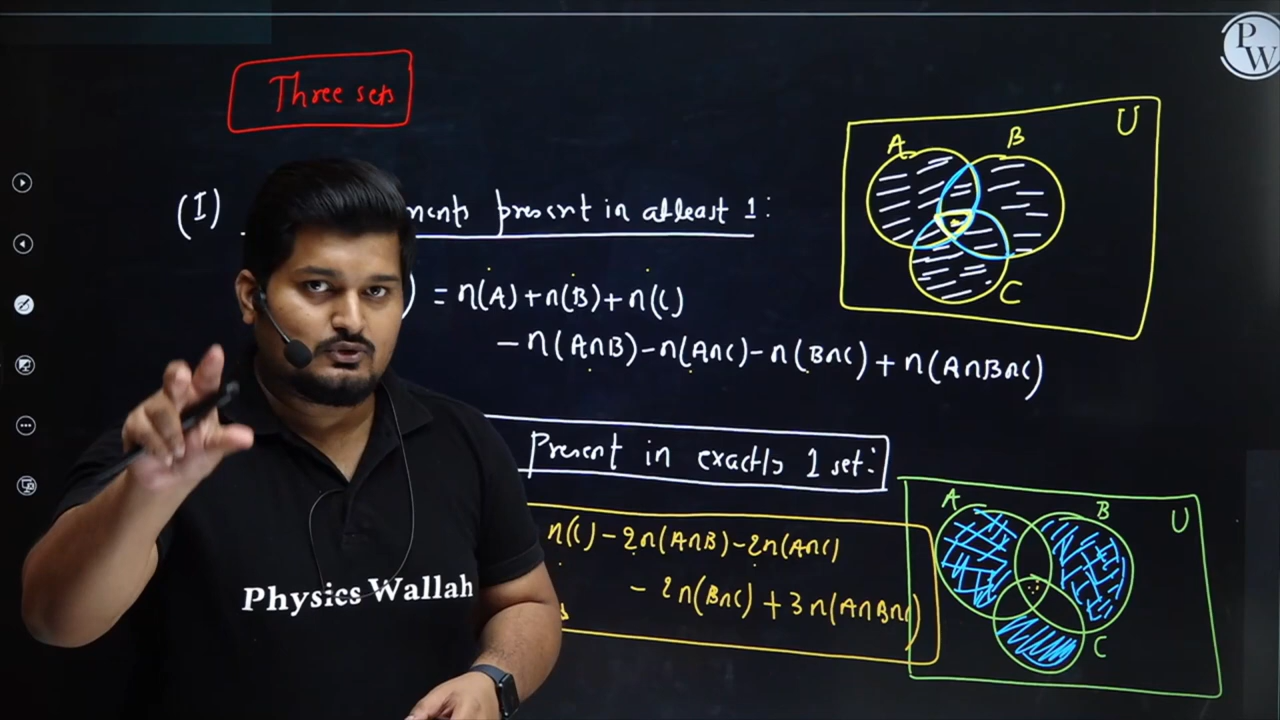 PW
Three sets
U
A B
C
(I) ments present in atleast 1:
) = n(A) + n(B) + n(C)
- n(A∩B) - n(A∩C) - n(B∩C) + n(A∩B∩C)
Present in exactly 1 set:
A B U
C
n(C) - 2n(A∩B) - 2n(A∩C)
- 2n(B∩C) + 3n(A∩B∩C)
Physics Wallah